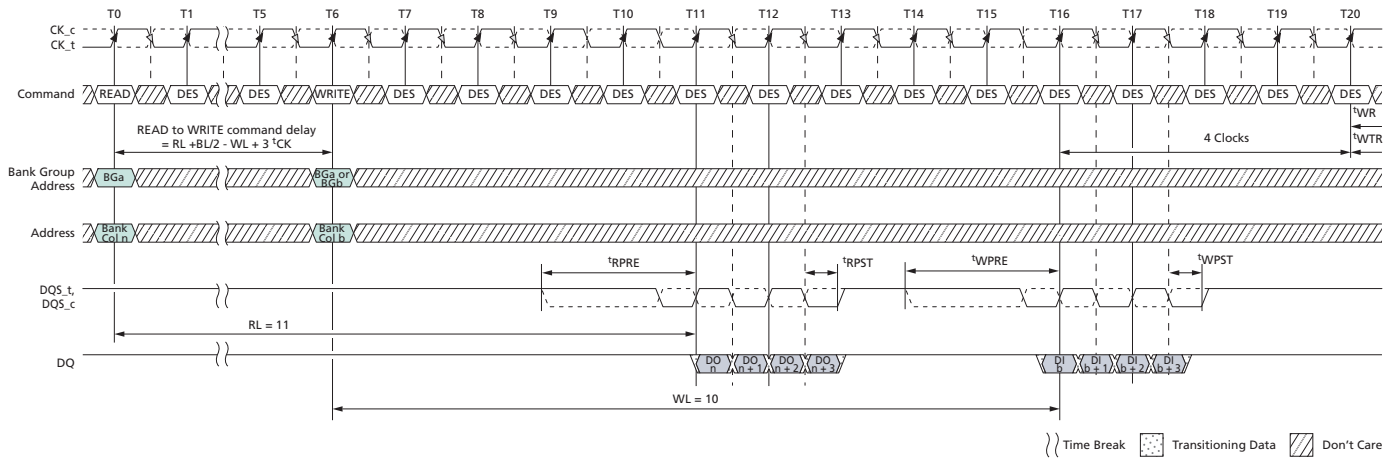 T0 T1 T5 T6 T7 T8 T9 T10 T11 T12 T13 T14 T15 T16 T17 T18 T19 T20
CK_c
CK_t
Command READ DES DES WRITE DES DES DES DES DES DES DES DES DES DES DES DES DES DES
READ to WRITE command delay
= RL +BL/2 - WL + 3 tCK
tWR
4 Clocks
tWTR
Bank Group
Address
BGa
BGa or
BGb
Address
Bank
Col n
Bank
Col b
tRPRE tRPST tWPRE tWPST
DQS_t,
DQS_c
RL = 11
DQ
DO
n
DO
n + 1
DO
n + 2
DO
n + 3
DI
b
DI
b + 1
DI
b + 2
DI
b + 3
WL = 10
Time Break Transitioning Data Don't Care